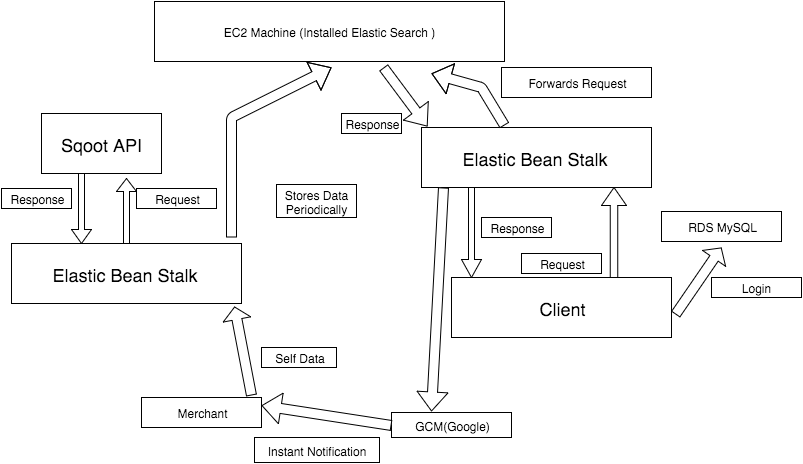 EC2 Machine (Installed Elastic Search )
Forwards Request
Response
Sqoot API
Elastic Bean Stalk
Response
Request
Stores Data
Periodically
Response
RDS MySQL
Request
Elastic Bean Stalk
Login
Client
Self Data
Merchant
GCM(Google)
Instant Notification